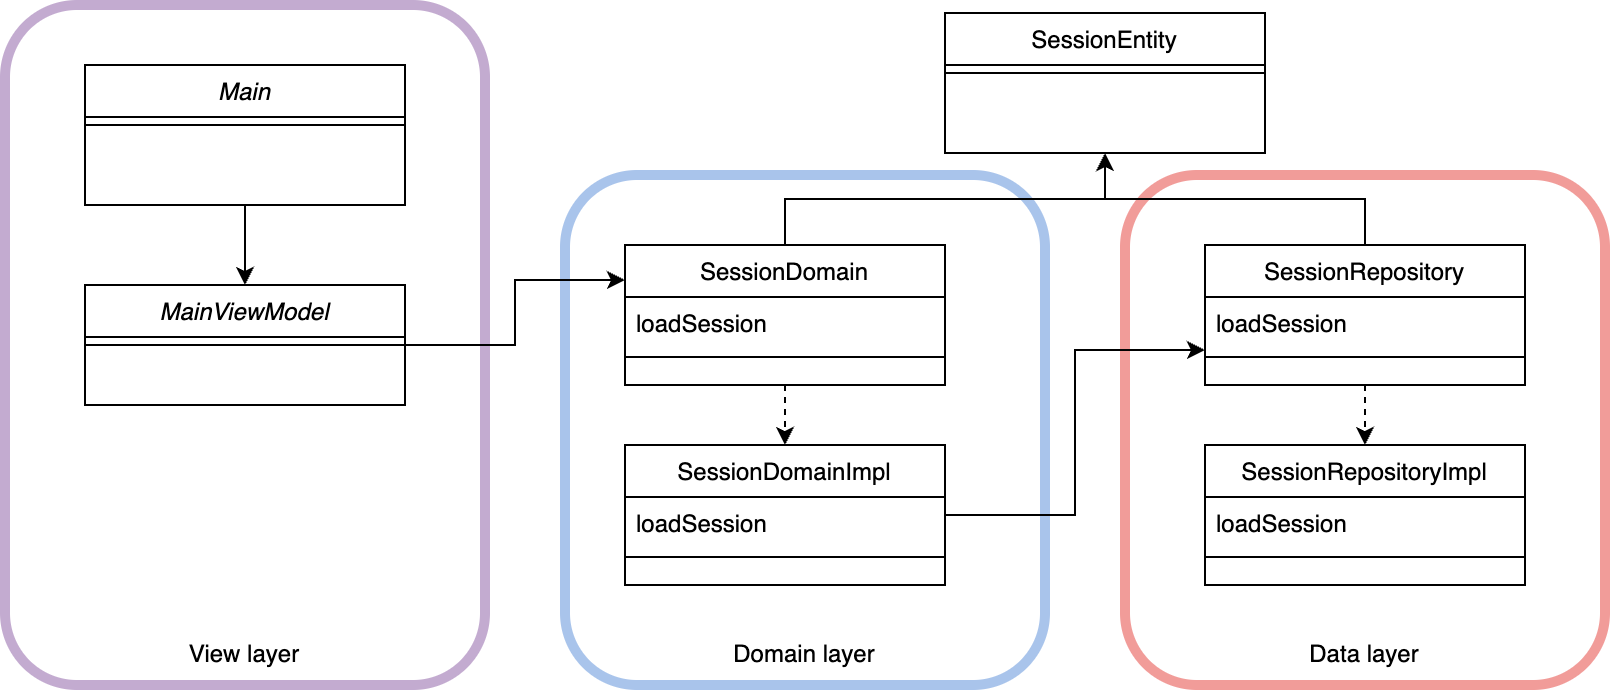 SessionEntity
Main
MainViewModel
View layer
SessionDomain
loadSession
SessionDomainImpl
loadSession
Domain layer
SessionRepository
loadSession
SessionRepositoryImpl
loadSession
Data layer